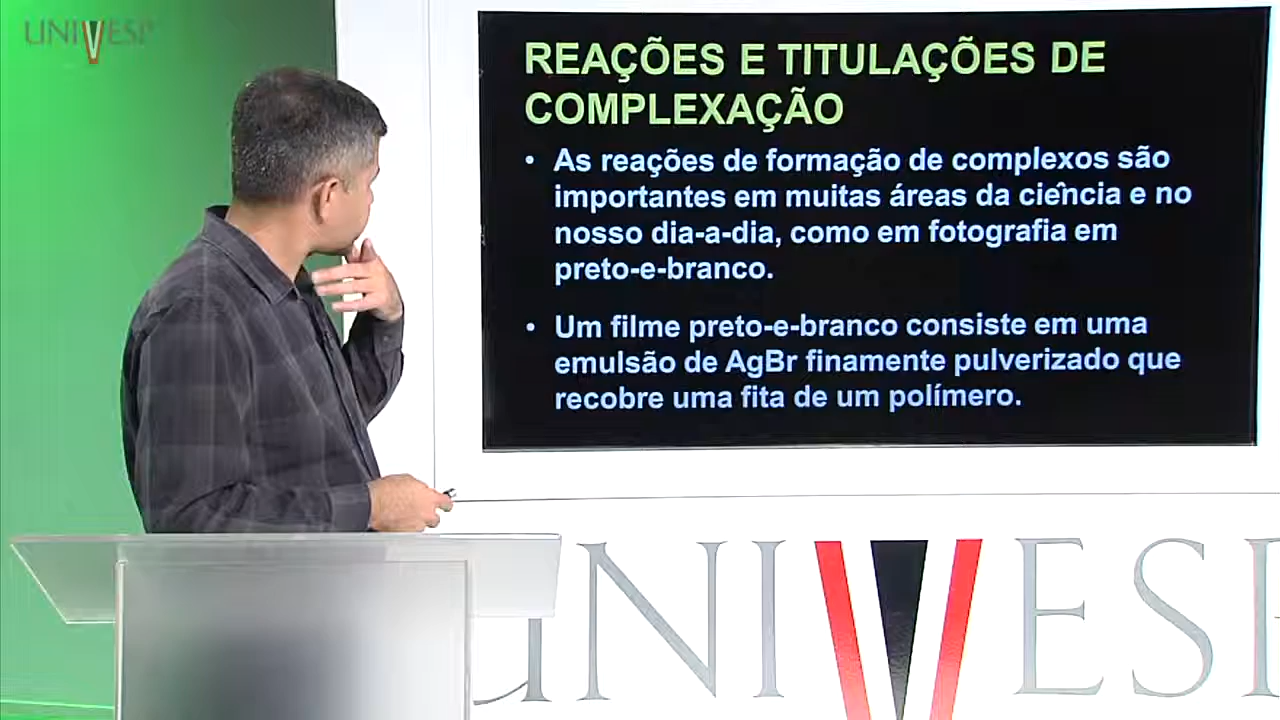 UNIVESP
REAÇÕES E TITULAÇÕES DE
COMPLEXAÇÃO
• As reações de formação de complexos são
importantes em muitas áreas da ciência e no
nosso dia-a-dia, como em fotografia em
preto-e-branco.
• Um filme preto-e-branco consiste em uma
emulsão de AgBr finamente pulverizado que
recobre uma fita de um polímero.
UNIVESP